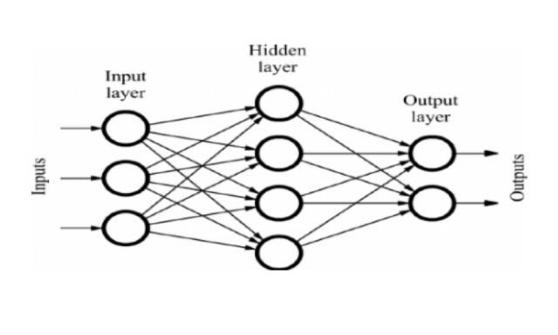 Hidden
layer
Input
layer
Output
layer
Inputs
Outputs